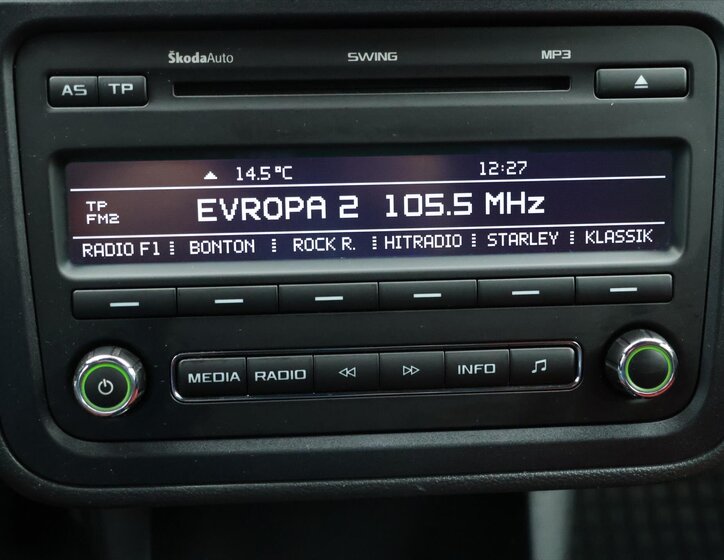 ŠkodaAuto SWING MP3
AS TP
14.5°C 12:27
TP
FM2
EVROPA 2 105.5 MHz
RADIO F1 BONTON ROCK R. HITRADIO STARLEY KLASSIK
MEDIA RADIO INFO